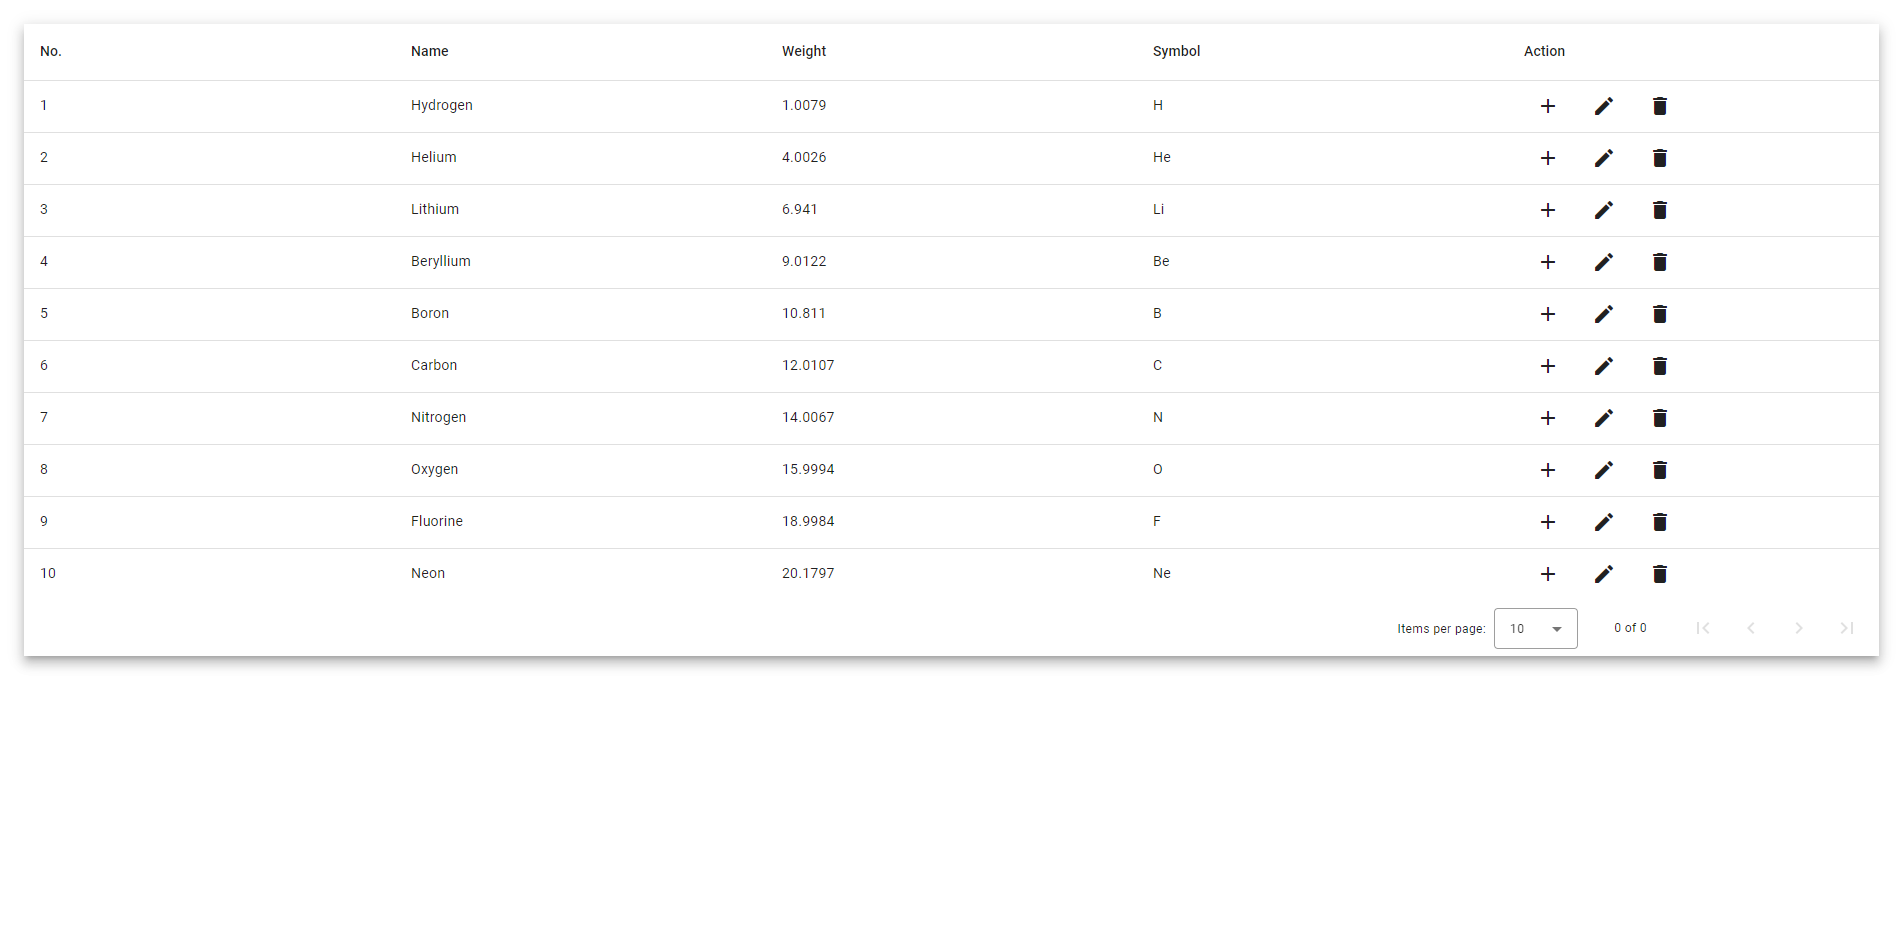 No. Name Weight Symbol Action
1 Hydrogen 1.0079 H
2 Helium 4.0026 He
3 Lithium 6.941 Li
4 Beryllium 9.0122 Be
5 Boron 10.811 B
6 Carbon 12.0107 C
7 Nitrogen 14.0067 N
8 Oxygen 15.9994 O
9 Fluorine 18.9984 F
10 Neon 20.1797 Ne
Items per page: 10 0 of 0